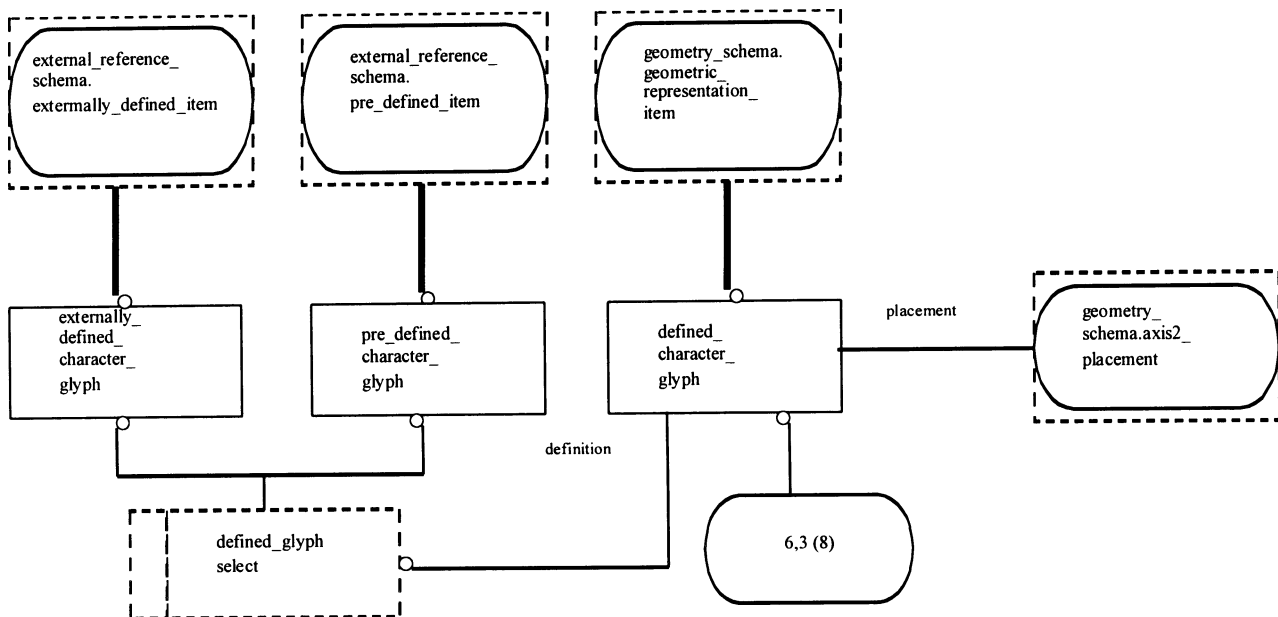 external_reference_
schema.
externally_defined_item
external_reference_
schema.
pre_defined_item
geometry_schema.
geometric_
representation_
item
externally_
defined_
character_
glyph
pre_defined_
character_
glyph
defined_
character_
glyph
placement
geometry_
schema.axis2_
placement
definition
defined_glyph
select
6,3 (8)